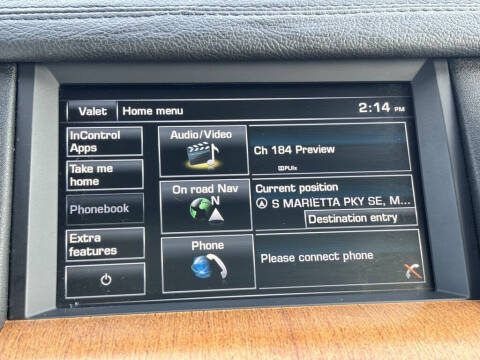 Valet
Home menu
2:14 PM
InControl
Apps
Take me
home
Phonebook
Extra
features
Audio/Video
Ch 184 Preview
On road Nav
N
Current position
S MARIETTA PKY SE, M...
Destination entry
Phone
Please connect phone